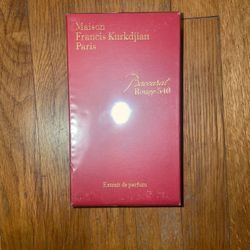 Maison
Francis Kurkdjian
Paris
Baccarat
Rouge 540
Extrait de parfum